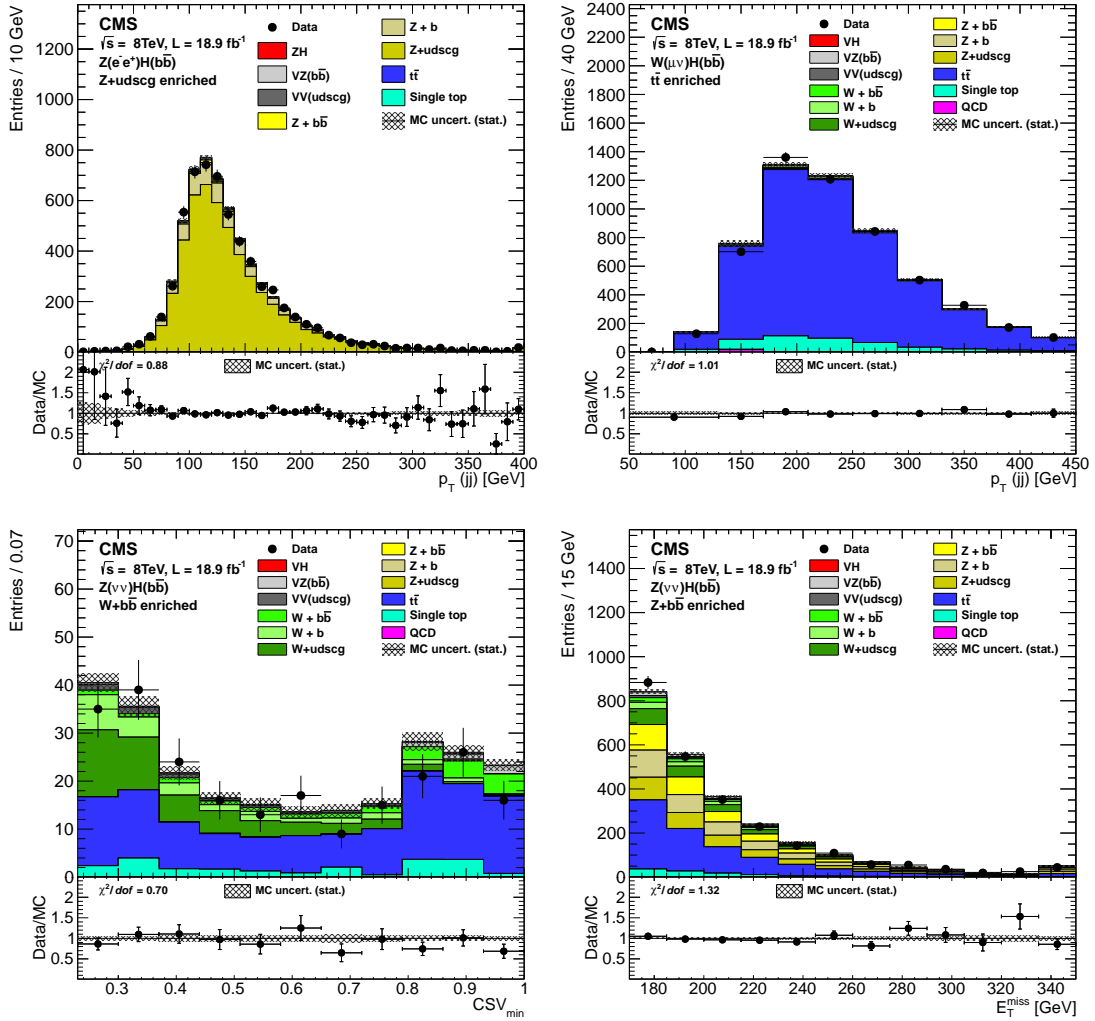 CMS
√s = 8TeV, L = 18.9 fb⁻¹
Z(e⁻e⁺)H(bb̄)
Z+udscg enriched
Data
ZH
VZ(bb̄)
VV(udscg)
Z + bb̄
Z + b
Z+udscg
tt̄
Single top
MC uncert. (stat.)
Entries / 10 GeV
1200
1000
800
600
400
200
0
χ²/ dof = 0.88
MC uncert. (stat.)
Data/MC
2
1.5
1
0.5
0 50 100 150 200 250 300 350 400
p_T (jj) [GeV]
CMS
√s = 8TeV, L = 18.9 fb⁻¹
W(μν)H(bb̄)
tt̄ enriched
Data
VH
VZ(bb̄)
VV(udscg)
W + bb̄
W + b
W+udscg
Z + bb̄
Z + b
Z+udscg
tt̄
Single top
QCD
MC uncert. (stat.)
Entries / 40 GeV
2400
2200
2000
1800
1600
1400
1200
1000
800
600
400
200
0
χ²/ dof = 1.01
MC uncert. (stat.)
Data/MC
2
1.5
1
0.5
50 100 150 200 250 300 350 400 450
p_T (jj) [GeV]
CMS
√s = 8TeV, L = 18.9 fb⁻¹
Z(νν)H(bb̄)
W+bb̄ enriched
Data
VH
VZ(bb̄)
VV(udscg)
W + bb̄
W + b
W+udscg
Z + bb̄
Z + b
Z+udscg
tt̄
Single top
QCD
MC uncert. (stat.)
Entries / 0.07
70
60
50
40
30
20
10
0
χ²/ dof = 0.70
MC uncert. (stat.)
Data/MC
2
1.5
1
0.5
0.3 0.4 0.5 0.6 0.7 0.8 0.9 1
CSV_min
CMS
√s = 8TeV, L = 18.9 fb⁻¹
Z(νν)H(bb̄)
Z+bb̄ enriched
Data
VH
VZ(bb̄)
VV(udscg)
W + bb̄
W + b
W+udscg
Z + bb̄
Z + b
Z+udscg
tt̄
Single top
QCD
MC uncert. (stat.)
Entries / 15 GeV
1400
1200
1000
800
600
400
200
0
χ²/ dof = 1.32
MC uncert. (stat.)
Data/MC
2
1.5
1
0.5
180 200 220 240 260 280 300 320 340
E_T^miss [GeV]